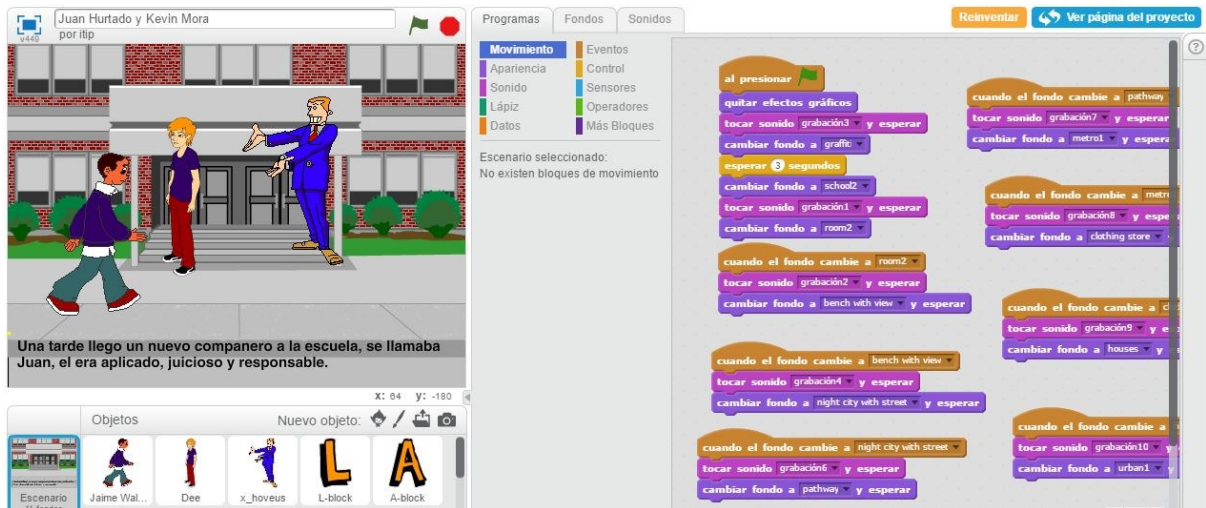 Juan Hurtado y Kevin Mora
por itip
v449
Programas Fondos Sonidos
Reinventar Ver página del proyecto
Movimiento Eventos
Apariencia Control
Sonido Sensores
Lápiz Operadores
Datos Más Bloques
Escenario seleccionado:
No existen bloques de movimiento
Una tarde llego un nuevo companero a la escuela, se llamaba
Juan, el era aplicado, juicioso y responsable.
x: 64 y: -180
Objetos Nuevo objeto:
Escenario
Jaime Wal... Dee x_hoveus L-block A-block
L A
al presionar
quitar efectos gráficos
tocar sonido grabación3 y esperar
cambiar fondo a graffiti
esperar 3 segundos
cambiar fondo a school2
tocar sonido grabación1 y esperar
cambiar fondo a room2
cuando el fondo cambie a room2
tocar sonido grabación2 y esperar
cambiar fondo a bench with view y esperar
cuando el fondo cambie a bench with view
tocar sonido grabación4 y esperar
cambiar fondo a night city with street y esperar
cuando el fondo cambie a night city with street
tocar sonido grabación6 y esperar
cambiar fondo a pathway y esperar
cuando el fondo cambie a pathway
tocar sonido grabación7 y esperar
cambiar fondo a metro1 y espera
cuando el fondo cambie a metr
tocar sonido grabación8 y espe
cambiar fondo a clothing store
cuando el fondo cambie a
tocar sonido grabación9 y e
cambiar fondo a houses y
cuando el fondo cambie a
tocar sonido grabación10 y
cambiar fondo a urban1 y
?